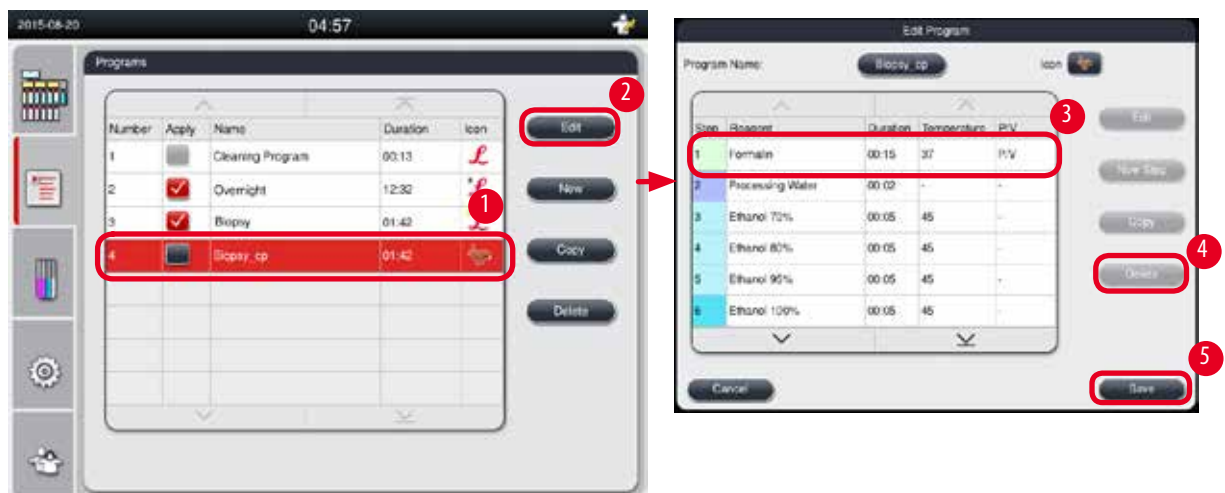 2015-08-20 04:57
Programs
Number Apply Name Duration Icon
1 Cleaning Program 00:13
2 Overnight 12:32
3 Biopsy 01:42
4 Biopsy_cp 01:42
Edit
New
Copy
Delete
1
2
Edit Program
Program Name: Biopsy_cp Icon
Step Reagent Duration Temperature P/V
1 Formalin 00:15 37 P/V
2 Processing Water 00:02 - -
3 Ethanol 70% 00:05 45 -
4 Ethanol 80% 00:05 45 -
5 Ethanol 95% 00:05 45 -
6 Ethanol 100% 00:05 45 -
Edit
New Step
Copy
Delete
Cancel
Save
3
4
5